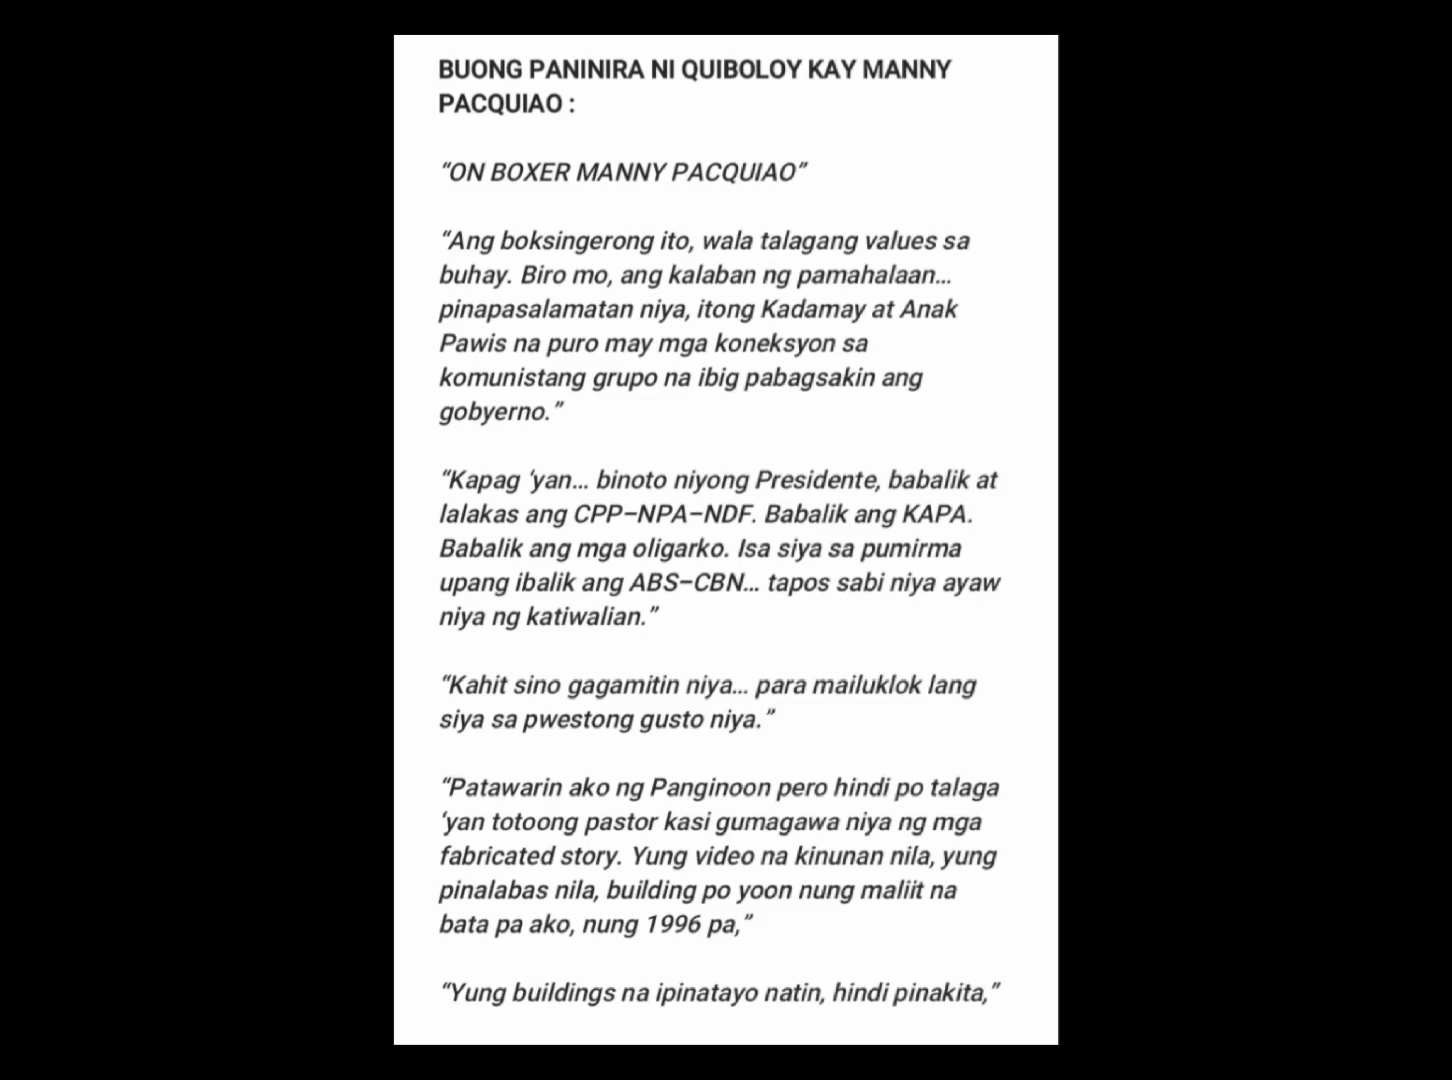 BUONG PANINIRA NI QUIBOLOY KAY MANNY
PACQUIAO :
“ON BOXER MANNY PACQUIAO”
“Ang boksingerong ito, wala talagang values sa
buhay. Biro mo, ang kalaban ng pamahalaan...
pinapasalamatan niya, itong Kadamay at Anak
Pawis na puro may mga koneksyon sa
komunistang grupo na ibig pabagsakin ang
gobyerno.”
“Kapag ‘yan... binoto niyong Presidente, babalik at
lalakas ang CPP–NPA–NDF. Babalik ang KAPA.
Babalik ang mga oligarko. Isa siya sa pumirma
upang ibalik ang ABS–CBN... tapos sabi niya ayaw
niya ng katiwalian.”
“Kahit sino gagamitin niya... para mailuklok lang
siya sa pwestong gusto niya.”
“Patawarin ako ng Panginoon pero hindi po talaga
‘yan totoong pastor kasi gumagawa niya ng mga
fabricated story. Yung video na kinunan nila, yung
pinalabas nila, building po yoon nung maliit na
bata pa ako, nung 1996 pa,”
“Yung buildings na ipinatayo natin, hindi pinakita,”